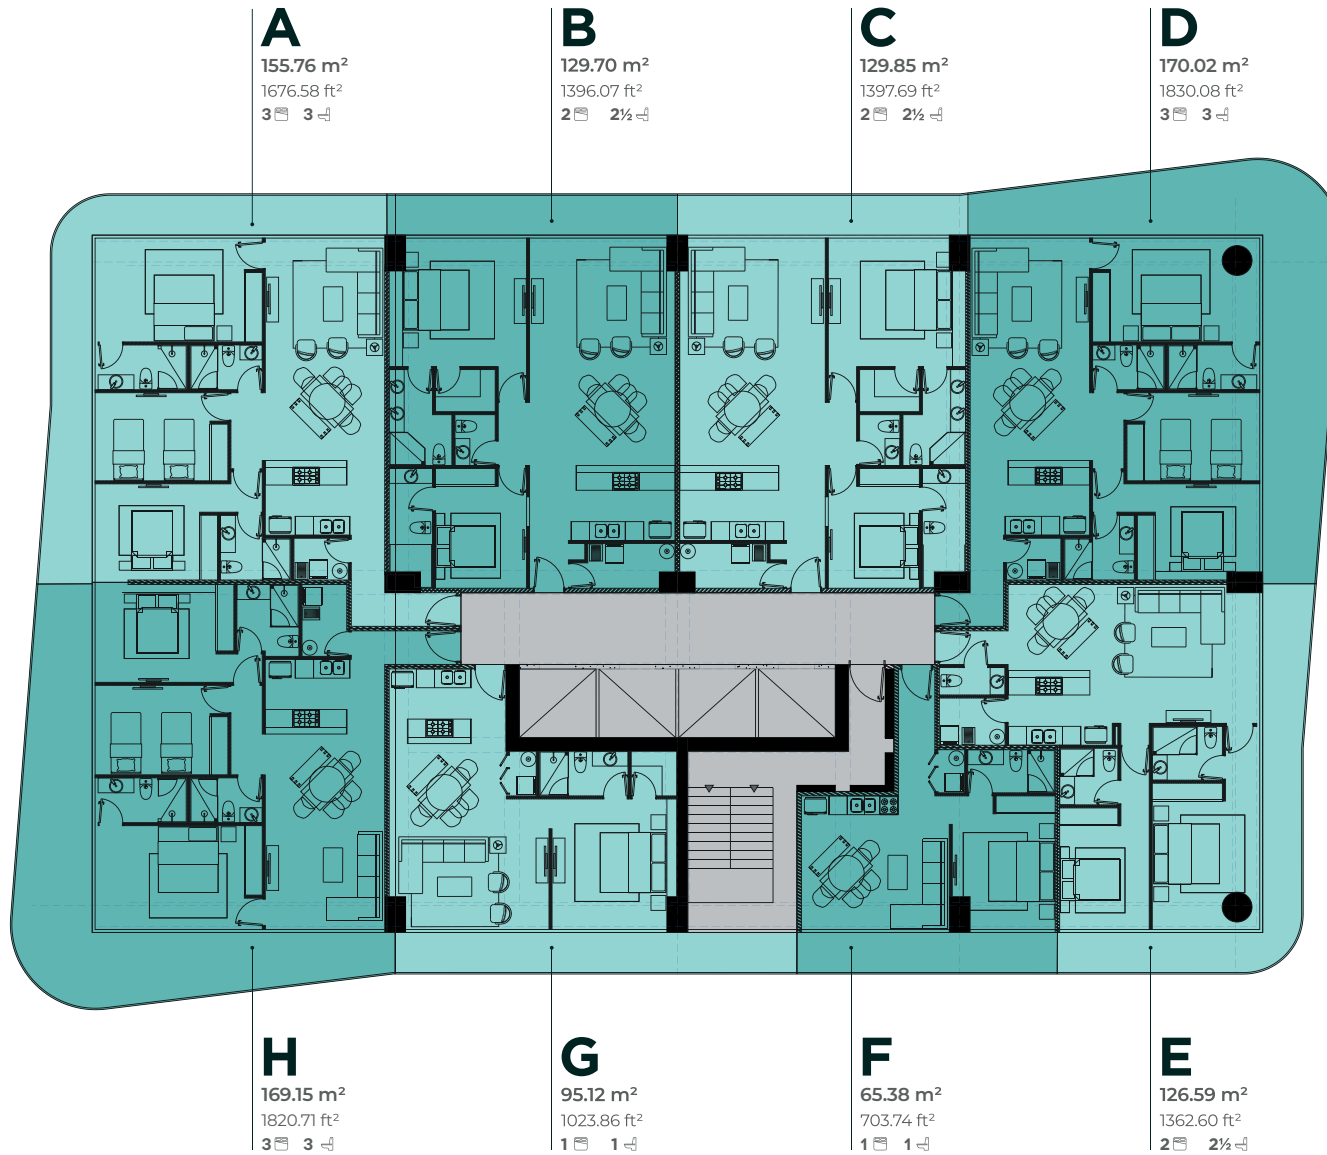 A
155.76 m²
1676.58 ft²
3 3
B
129.70 m²
1396.07 ft²
2 2½
C
129.85 m²
1397.69 ft²
2 2½
D
170.02 m²
1830.08 ft²
3 3
H
169.15 m²
1820.71 ft²
3 3
G
95.12 m²
1023.86 ft²
1 1
F
65.38 m²
703.74 ft²
1 1
E
126.59 m²
1362.60 ft²
2 2½